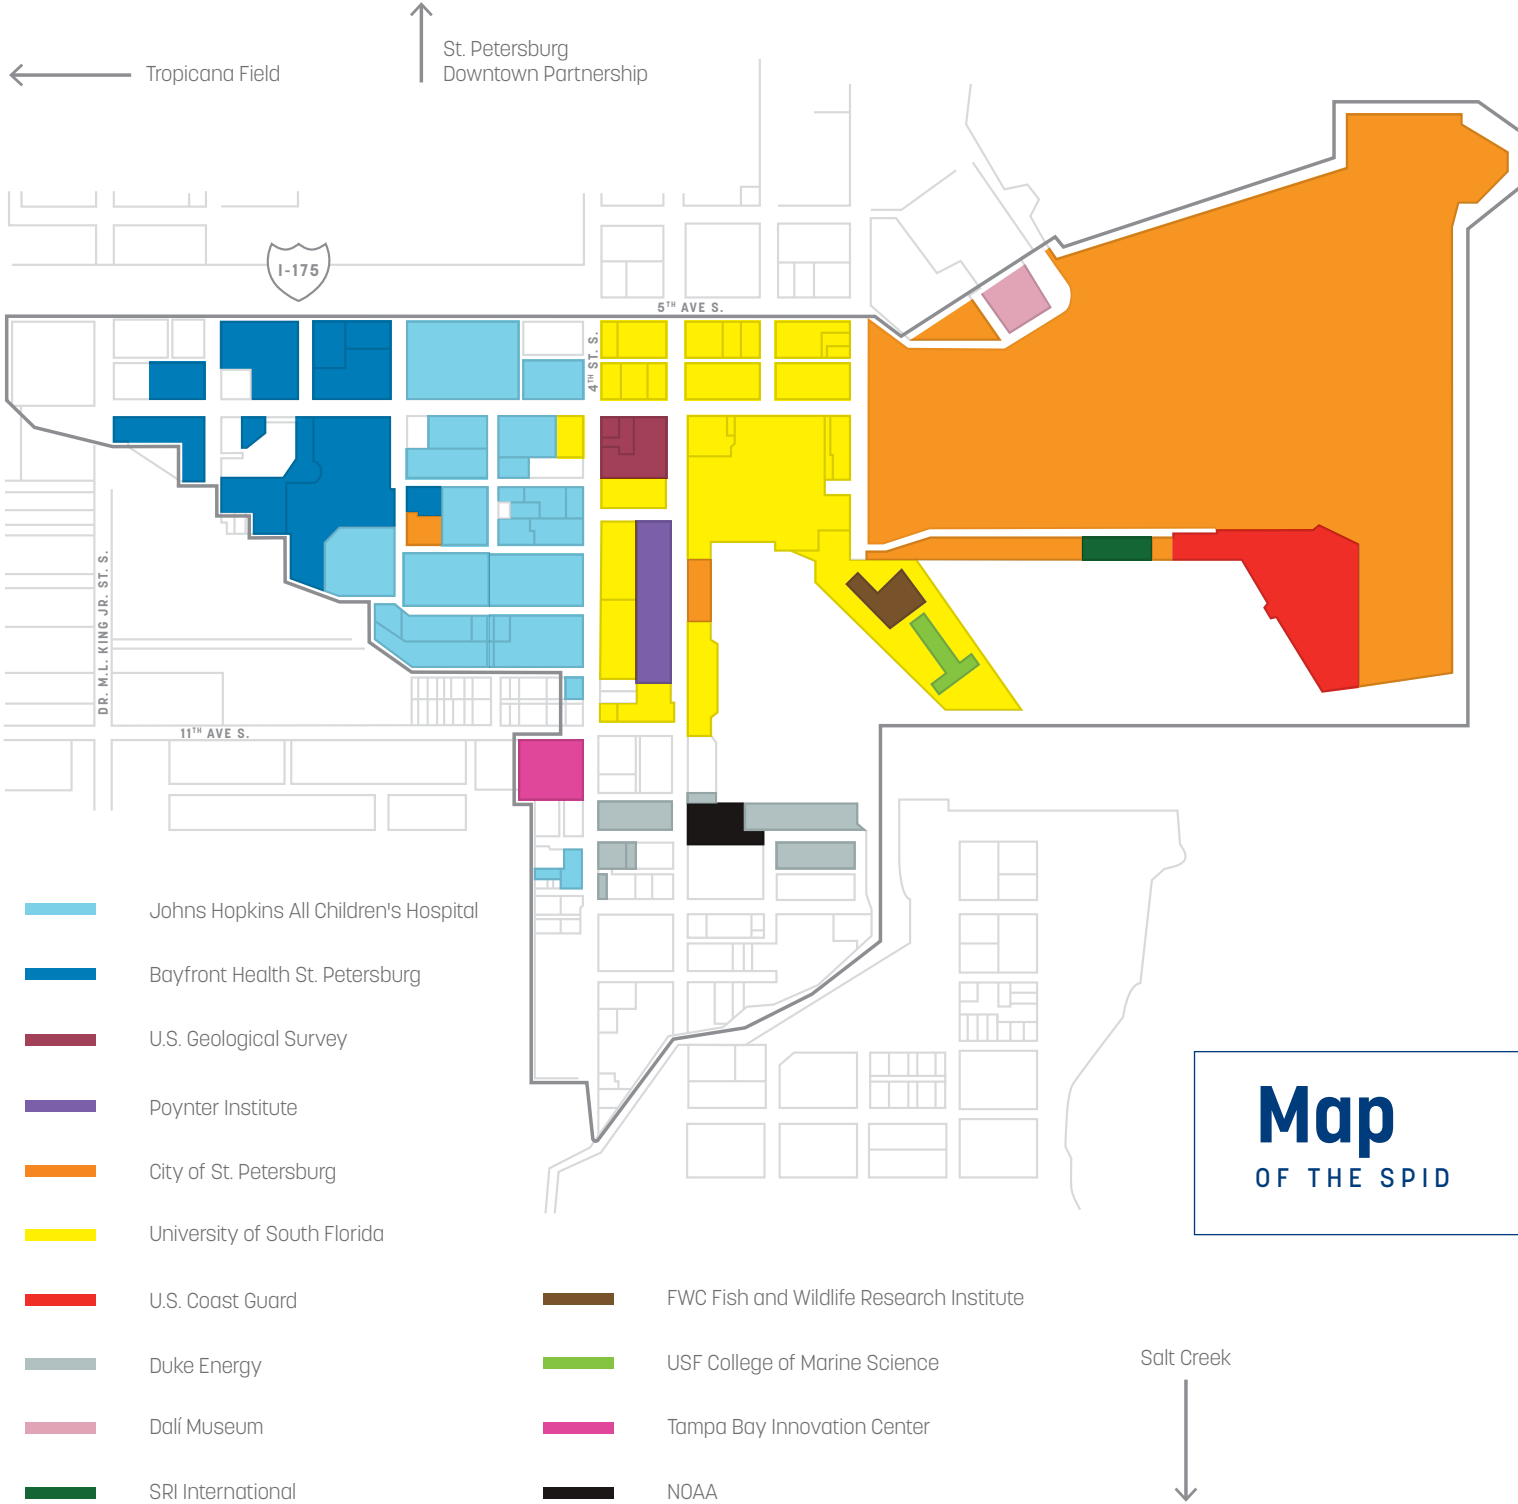 St. Petersburg
Downtown Partnership
Tropicana Field
I-175
5TH AVE S.
4TH ST. S.
DR. M.L. KING JR. ST. S.
11TH AVE S.
Johns Hopkins All Children's Hospital
Bayfront Health St. Petersburg
U.S. Geological Survey
Poynter Institute
City of St. Petersburg
University of South Florida
U.S. Coast Guard
Duke Energy
Dalí Museum
SRI International
FWC Fish and Wildlife Research Institute
USF College of Marine Science
Tampa Bay Innovation Center
NOAA
Map
OF THE SPID
Salt Creek